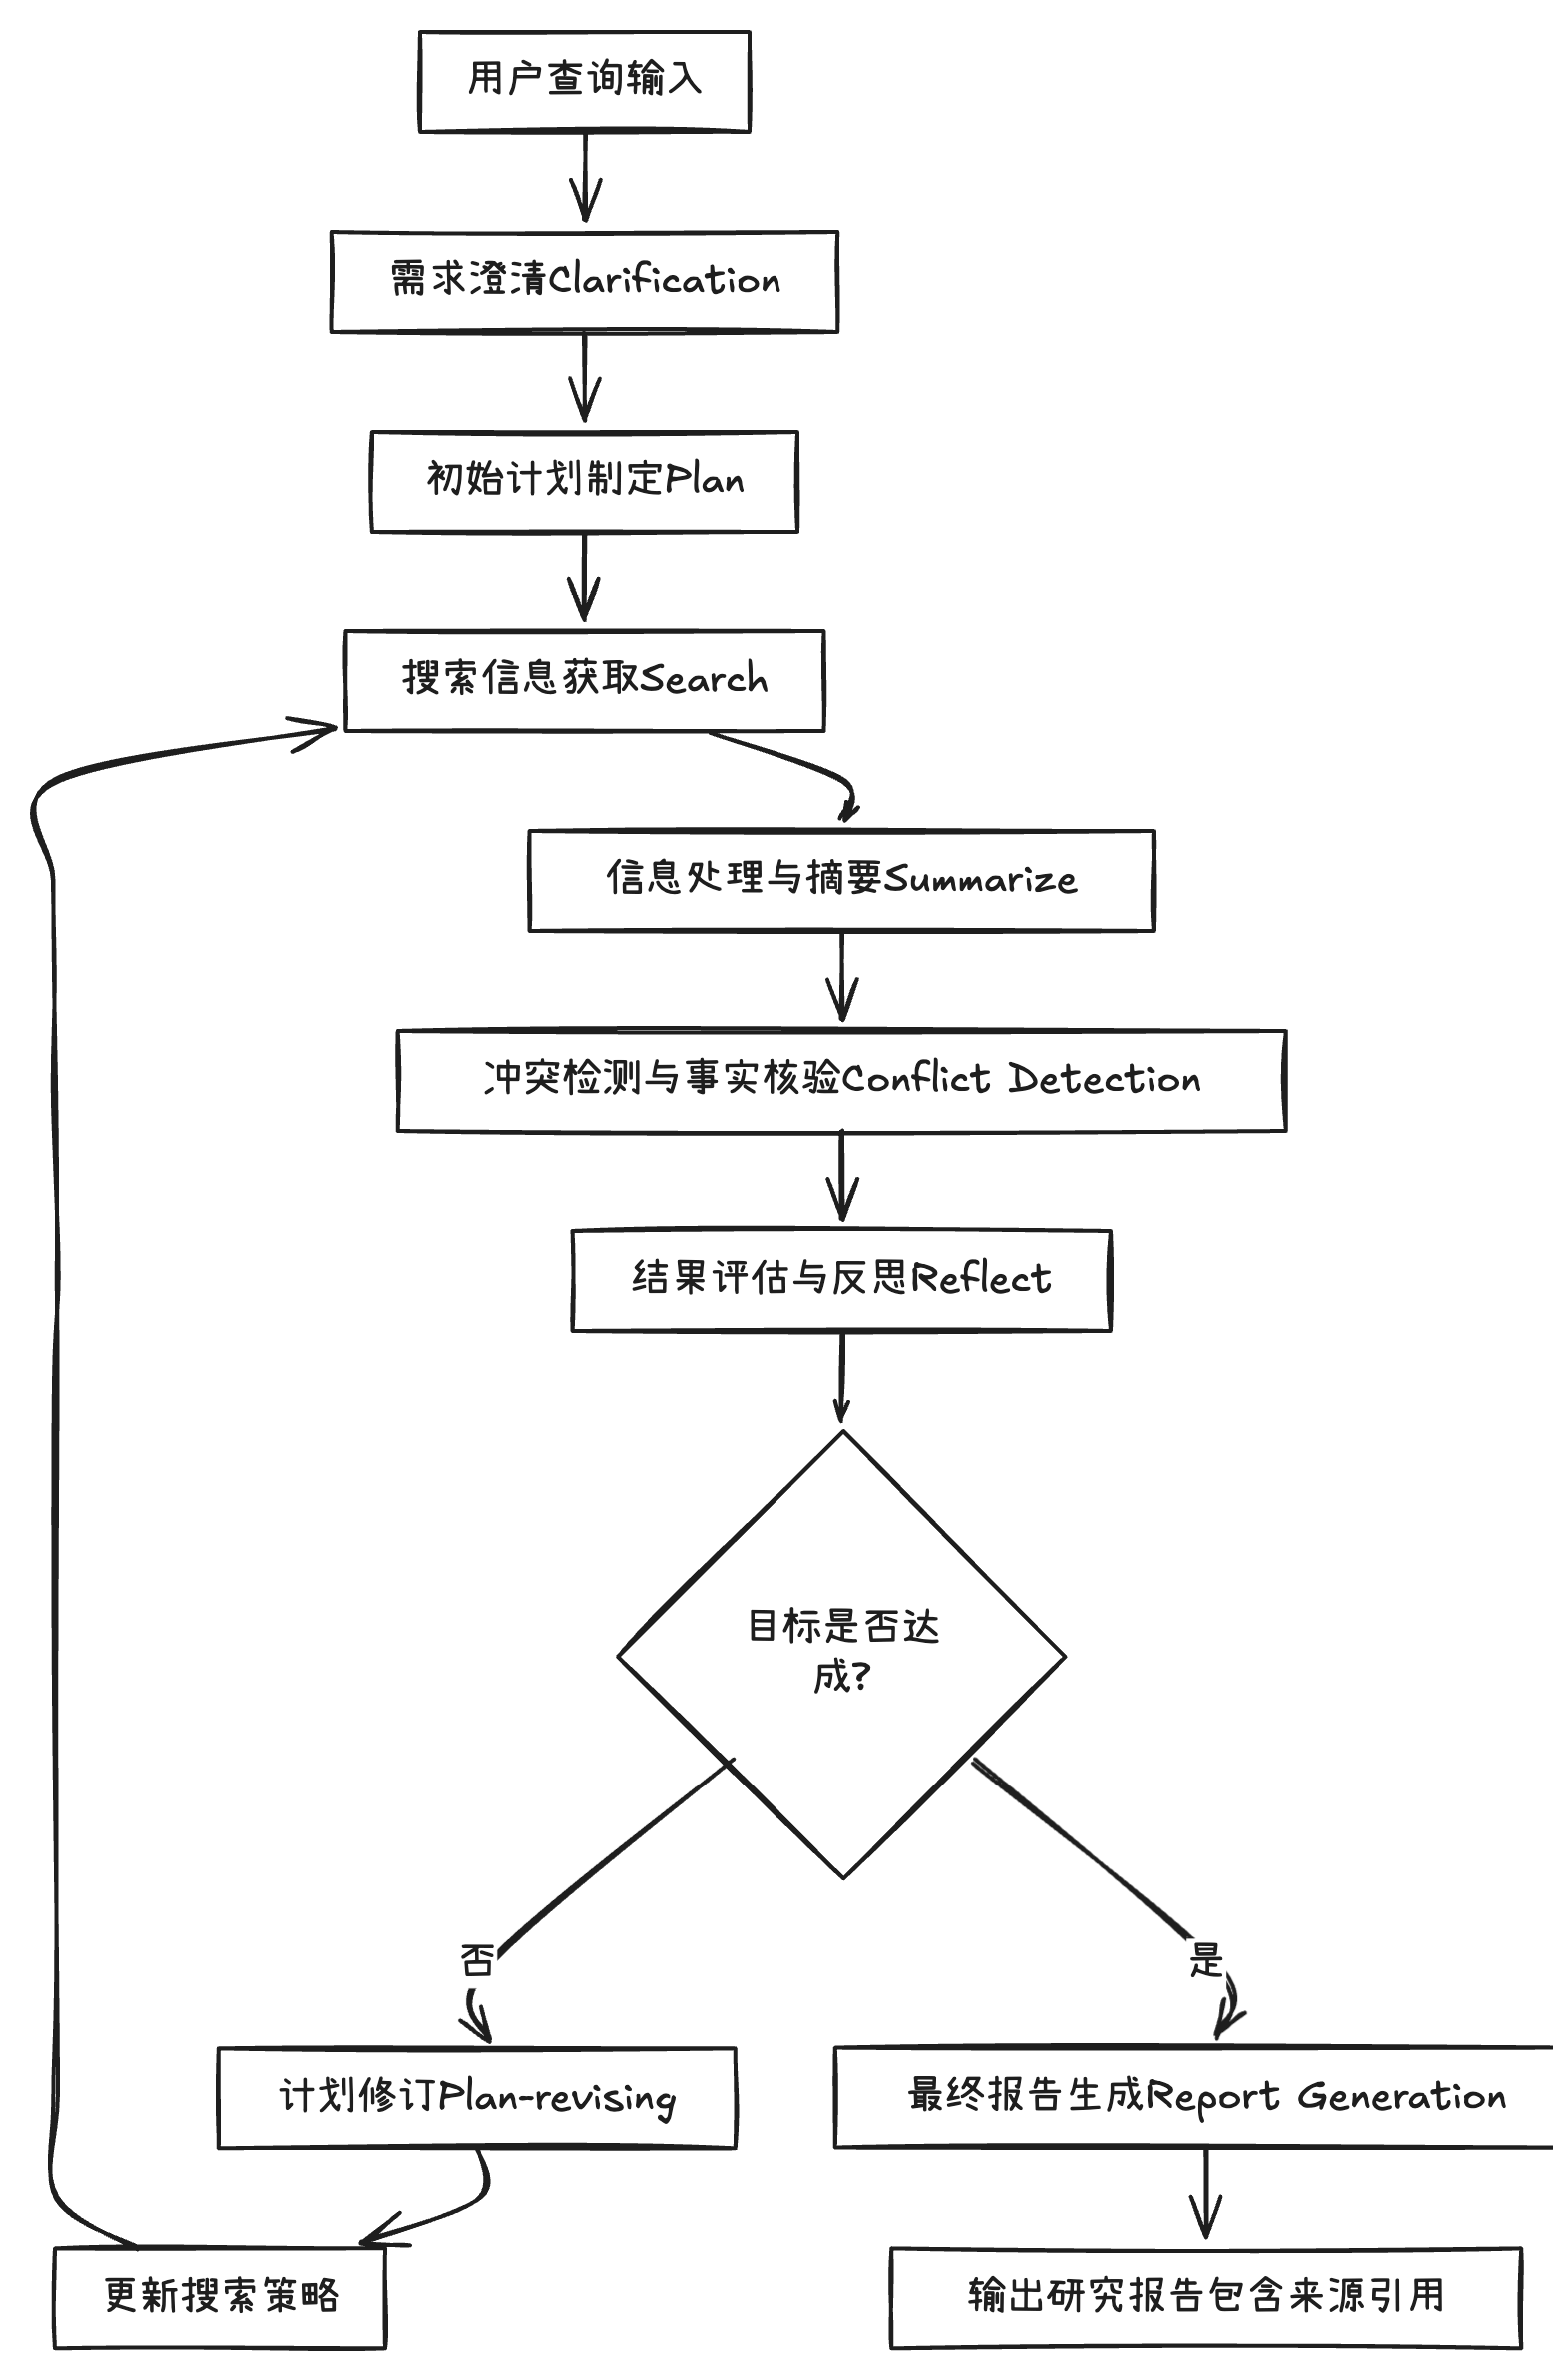 用户查询输入
需求澄清Clarification
初始计划制定Plan
搜索信息获取Search
信息处理与摘要Summarize
冲突检测与事实核验Conflict Detection
结果评估与反思Reflect
目标是否达
成?
否
是
计划修订Plan-revising
最终报告生成Report Generation
更新搜索策略
输出研究报告包含来源引用